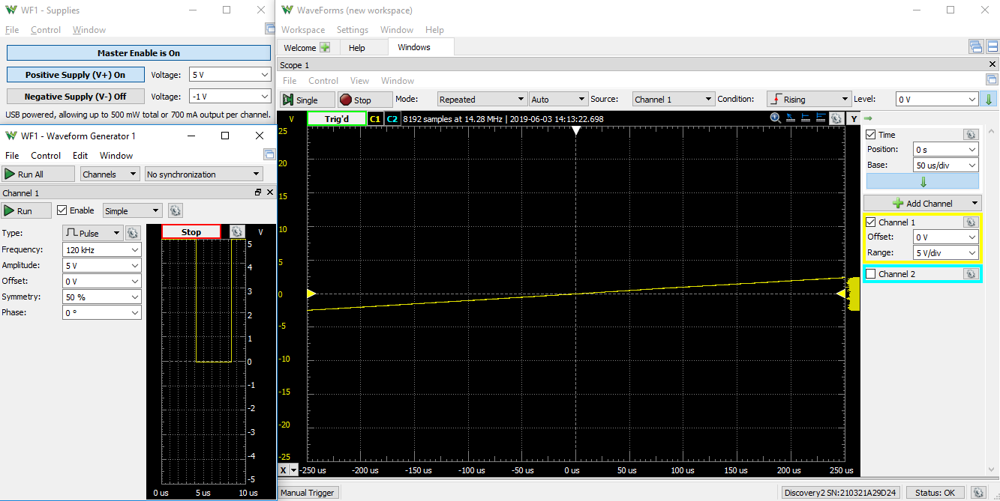 WF1 - Supplies
File Control Window
Master Enable is On
Positive Supply (V+) On Voltage: 5 V
Negative Supply (V-) Off Voltage: -1 V
USB powered, allowing up to 500 mW total or 700 mA output per channel.
WF1 - Waveform Generator 1
File Control Edit Window
Run All Channels No synchronization
Channel 1
Run Enable Simple
Type: Pulse
Frequency: 120 kHz
Amplitude: 5 V
Offset: 0 V
Symmetry: 50 %
Phase: 0 °
Stop V
5
4
3
2
1
0
-1
-2
-3
-4
-5
0 us 5 us 10 us
WaveForms (new workspace)
Workspace Settings Window Help
Welcome Help Windows
Scope 1
File Control View Window
Single Stop Mode: Repeated Auto Source: Channel 1 Condition: Rising Level: 0 V
V Trig'd C1 C2 8192 samples at 14.28 MHz | 2019-06-03 14:13:22.698 Y
25
20
15
10
5
0
-5
-10
-15
-20
-25
X -250 us -200 us -150 us -100 us -50 us 0 us 50 us 100 us 150 us 200 us 250 us
Time
Position: 0 s
Base: 50 us/div
Add Channel
Channel 1
Offset: 0 V
Range: 5 V/div
Channel 2
Manual Trigger Discovery2 SN:210321A29D24 Status: OK